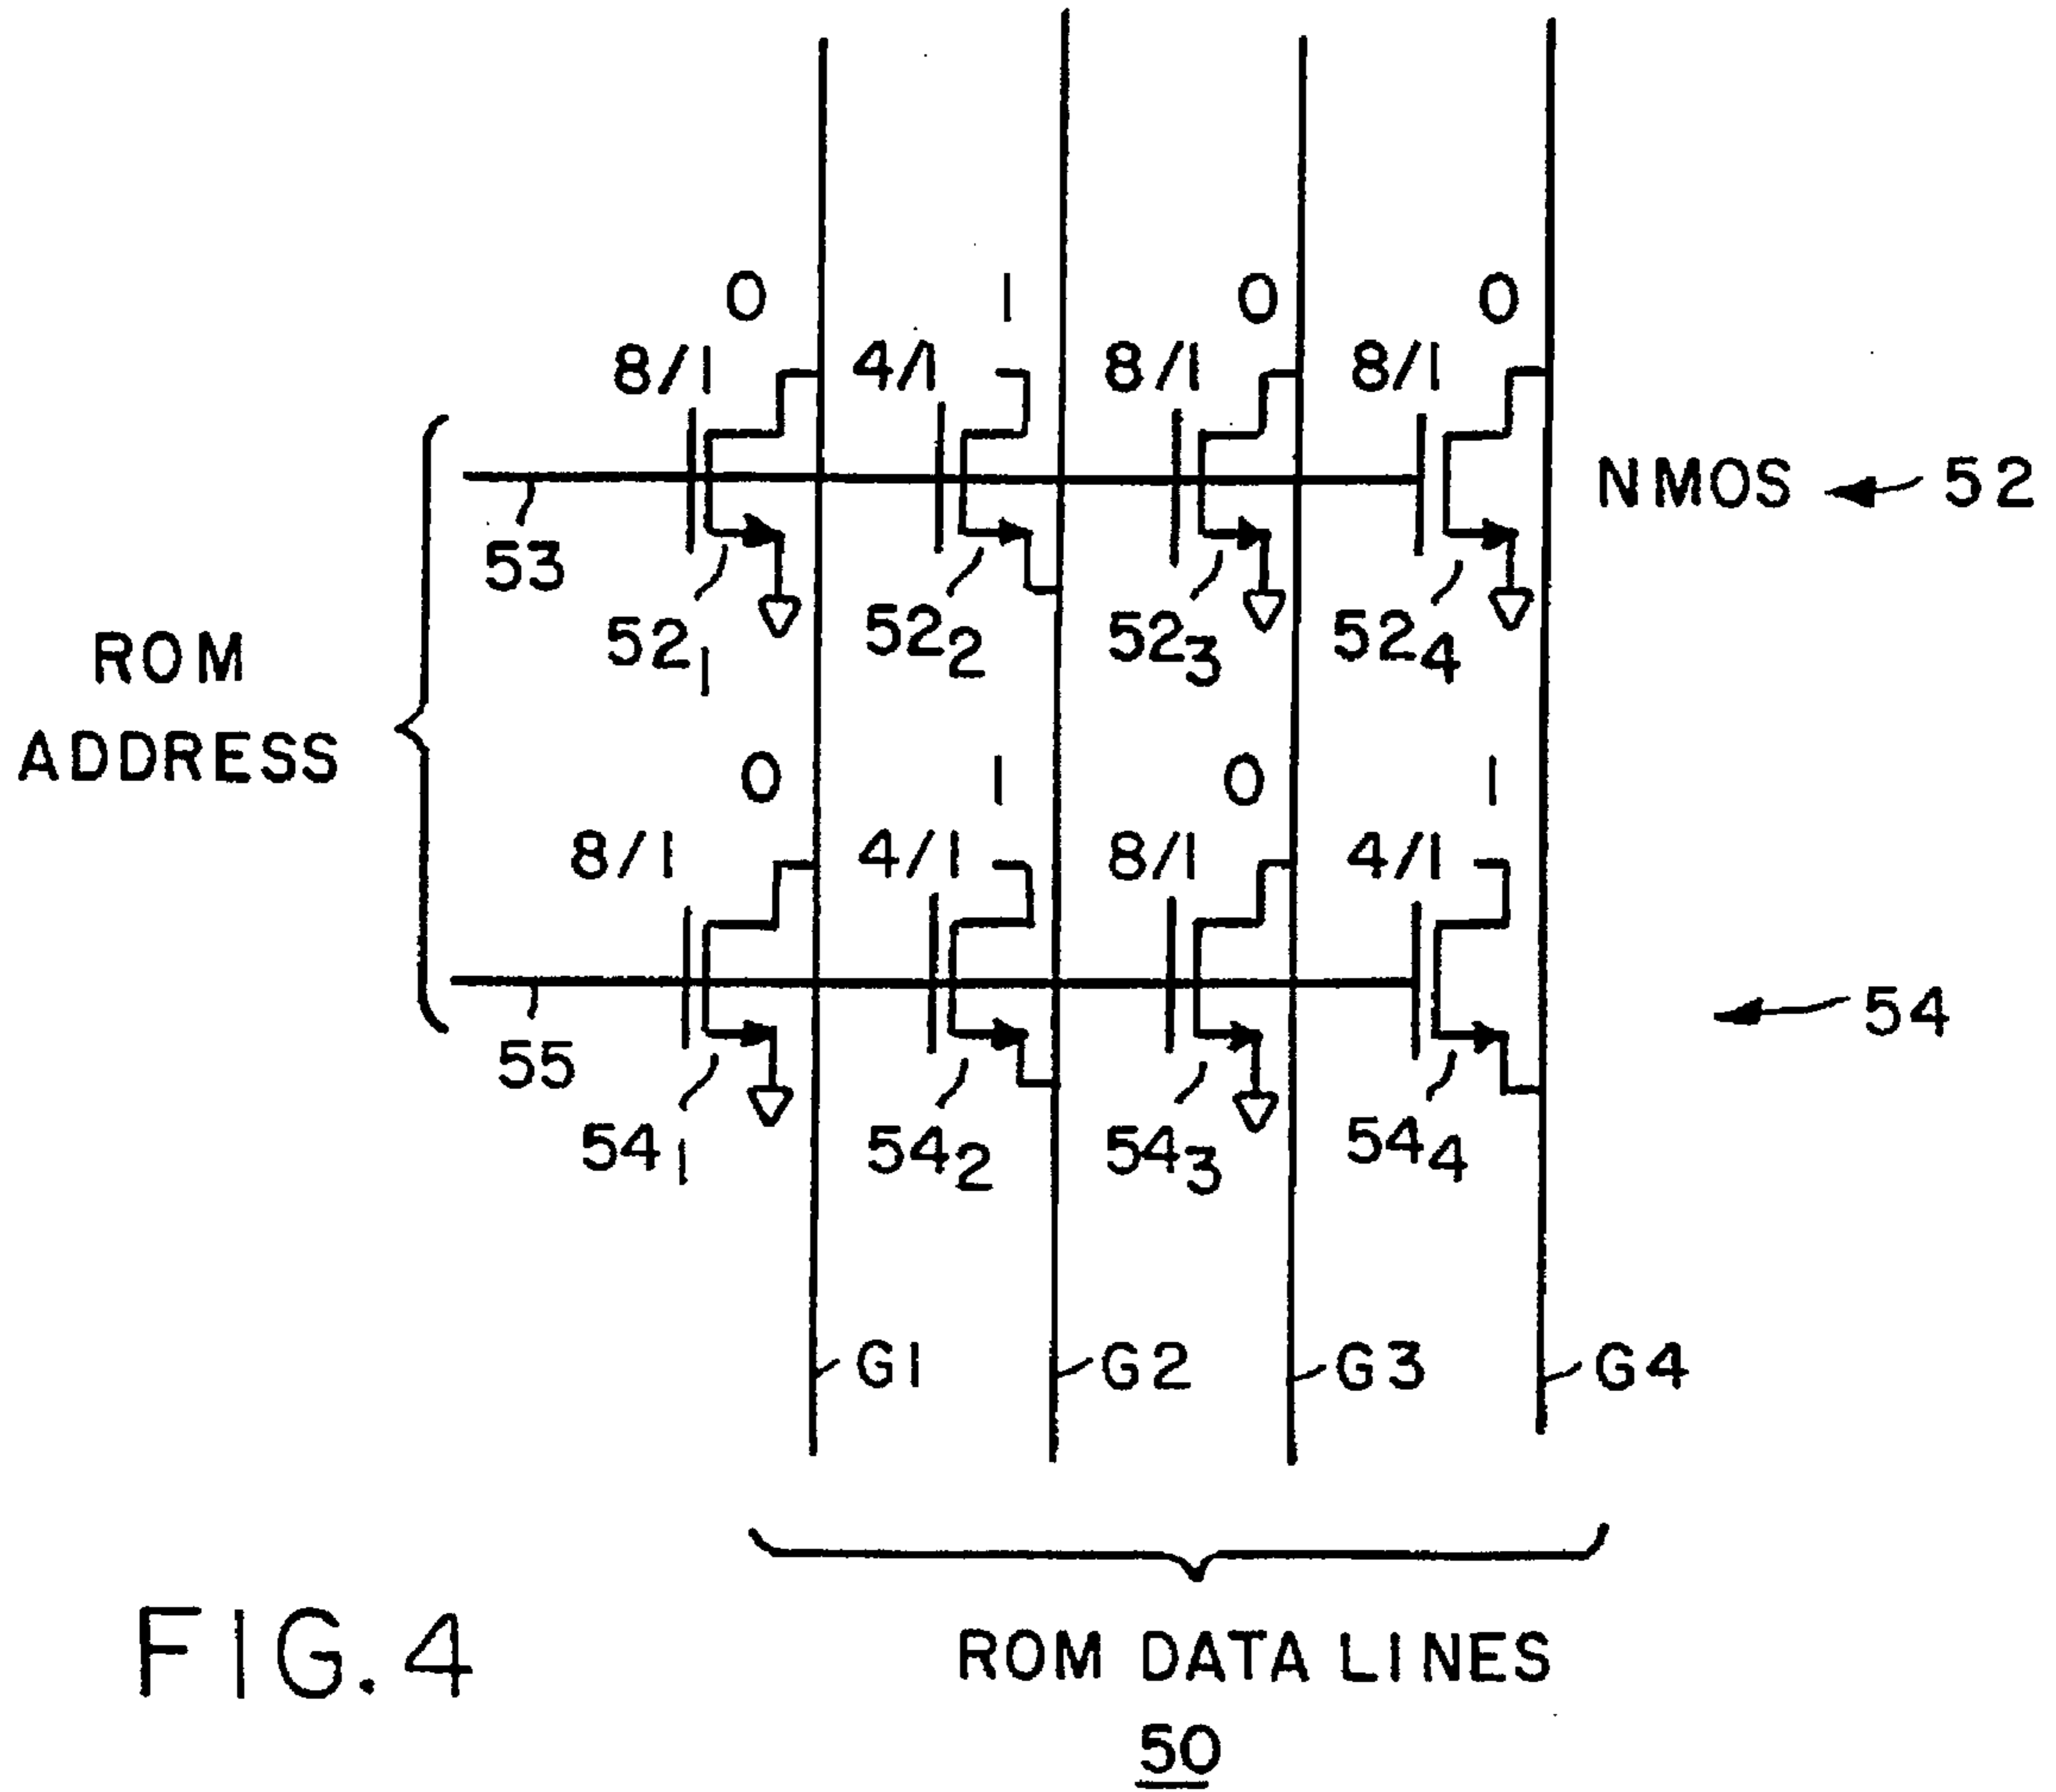 0 1 0 0
8/1 4/1 8/1 8/1
NMOS 52
53
52₁ 52₂ 52₃ 52₄
ROM
ADDRESS
0 1 0 1
8/1 4/1 8/1 4/1
54
55
54₁ 54₂ 54₃ 54₄
G1 G2 G3 G4
FIG. 4
ROM DATA LINES
50